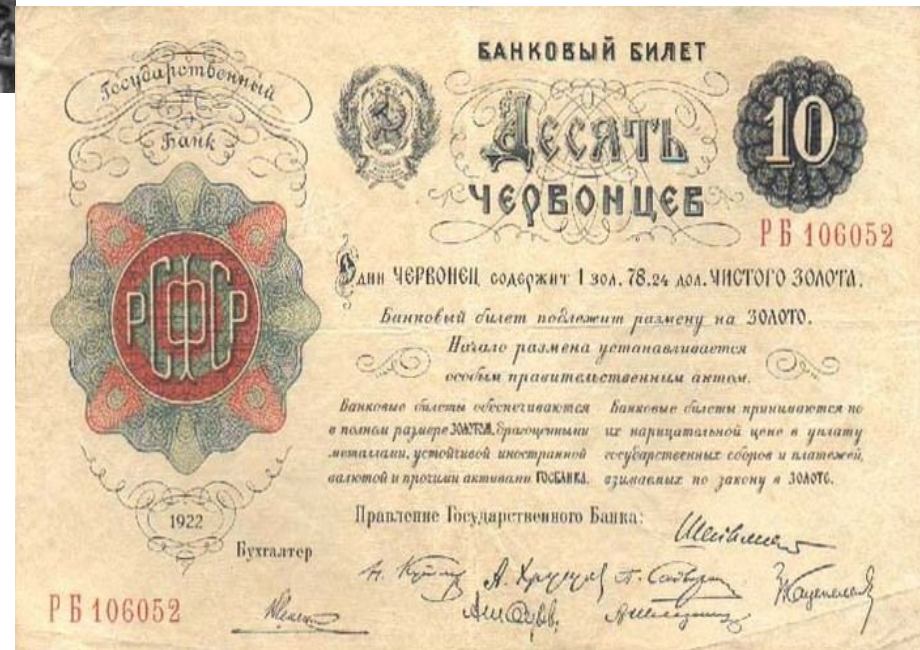 Государственный
Банк
РСФСР
1922
Бухгалтер
РБ 106052
БАНКОВЫЙ БИЛЕТ
ДЕСЯТЬ
ЧЕРВОНЦЕВ
10
РБ 106052
Один ЧЕРВОНЕЦ содержит 1 зол. 78.24 дол. ЧИСТОГО ЗОЛОТА.
Банковый билет подлежит размену на ЗОЛОТО.
Начало размена устанавливается
особым правительственным актом.
Банковые билеты обеспечиваются
в полном размере ЗОЛОТОМ, драгоценными
металлами, устойчивой иностранной
валютой и прочими активами ГОСБАНКА.
Банковые билеты принимаются по
их нарицательной цене в уплату
государственных сборов и платежей,
взимаемых по закону в ЗОЛОТЕ.
Правление Государственного Банка: